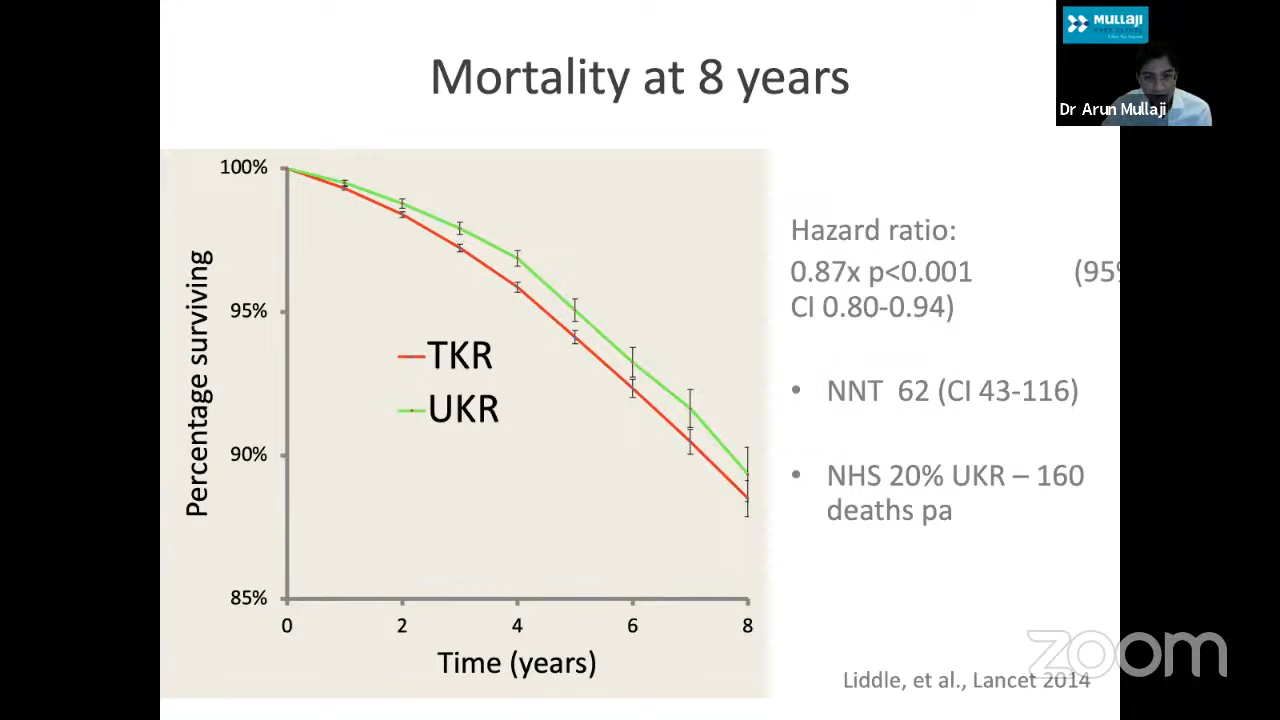 MULLAJI
Dr Arun Mullaji
Mortality at 8 years
100%
95%
90%
85%
Percentage surviving
TKR
UKR
0 2 4 6 8
Time (years)
Hazard ratio:
0.87x p<0.001 (95%
CI 0.80-0.94)
• NNT 62 (CI 43-116)
• NHS 20% UKR – 160
deaths pa
Liddle, et al., Lancet 2014
zoom